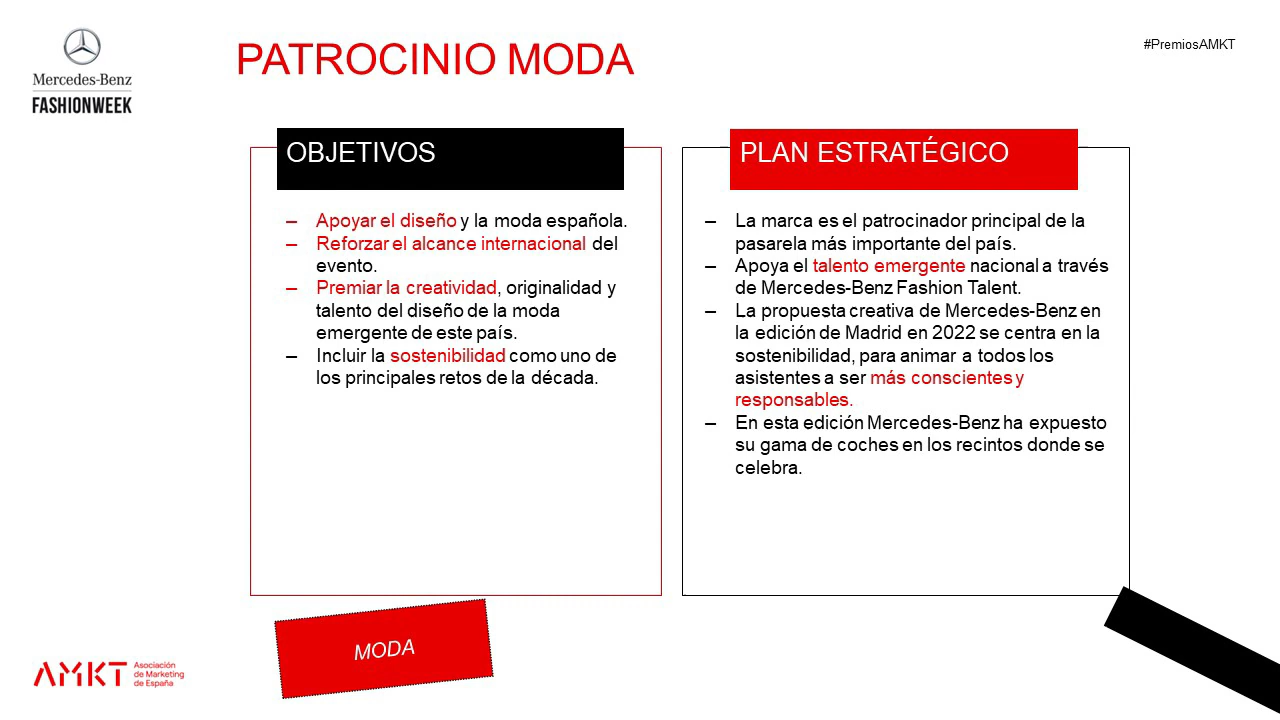 Mercedes-Benz
FASHIONWEEK
PATROCINIO MODA
#PremiosAMKT
OBJETIVOS
– Apoyar el diseño y la moda española.
– Reforzar el alcance internacional del
evento.
– Premiar la creatividad, originalidad y
talento del diseño de la moda
emergente de este país.
– Incluir la sostenibilidad como uno de
los principales retos de la década.
PLAN ESTRATÉGICO
– La marca es el patrocinador principal de la
pasarela más importante del país.
– Apoya el talento emergente nacional a través
de Mercedes-Benz Fashion Talent.
– La propuesta creativa de Mercedes-Benz en
la edición de Madrid en 2022 se centra en la
sostenibilidad, para animar a todos los
asistentes a ser más conscientes y
responsables.
– En esta edición Mercedes-Benz ha expuesto
su gama de coches en los recintos donde se
celebra.
MODA
AMKT Asociación
de Marketing
de España